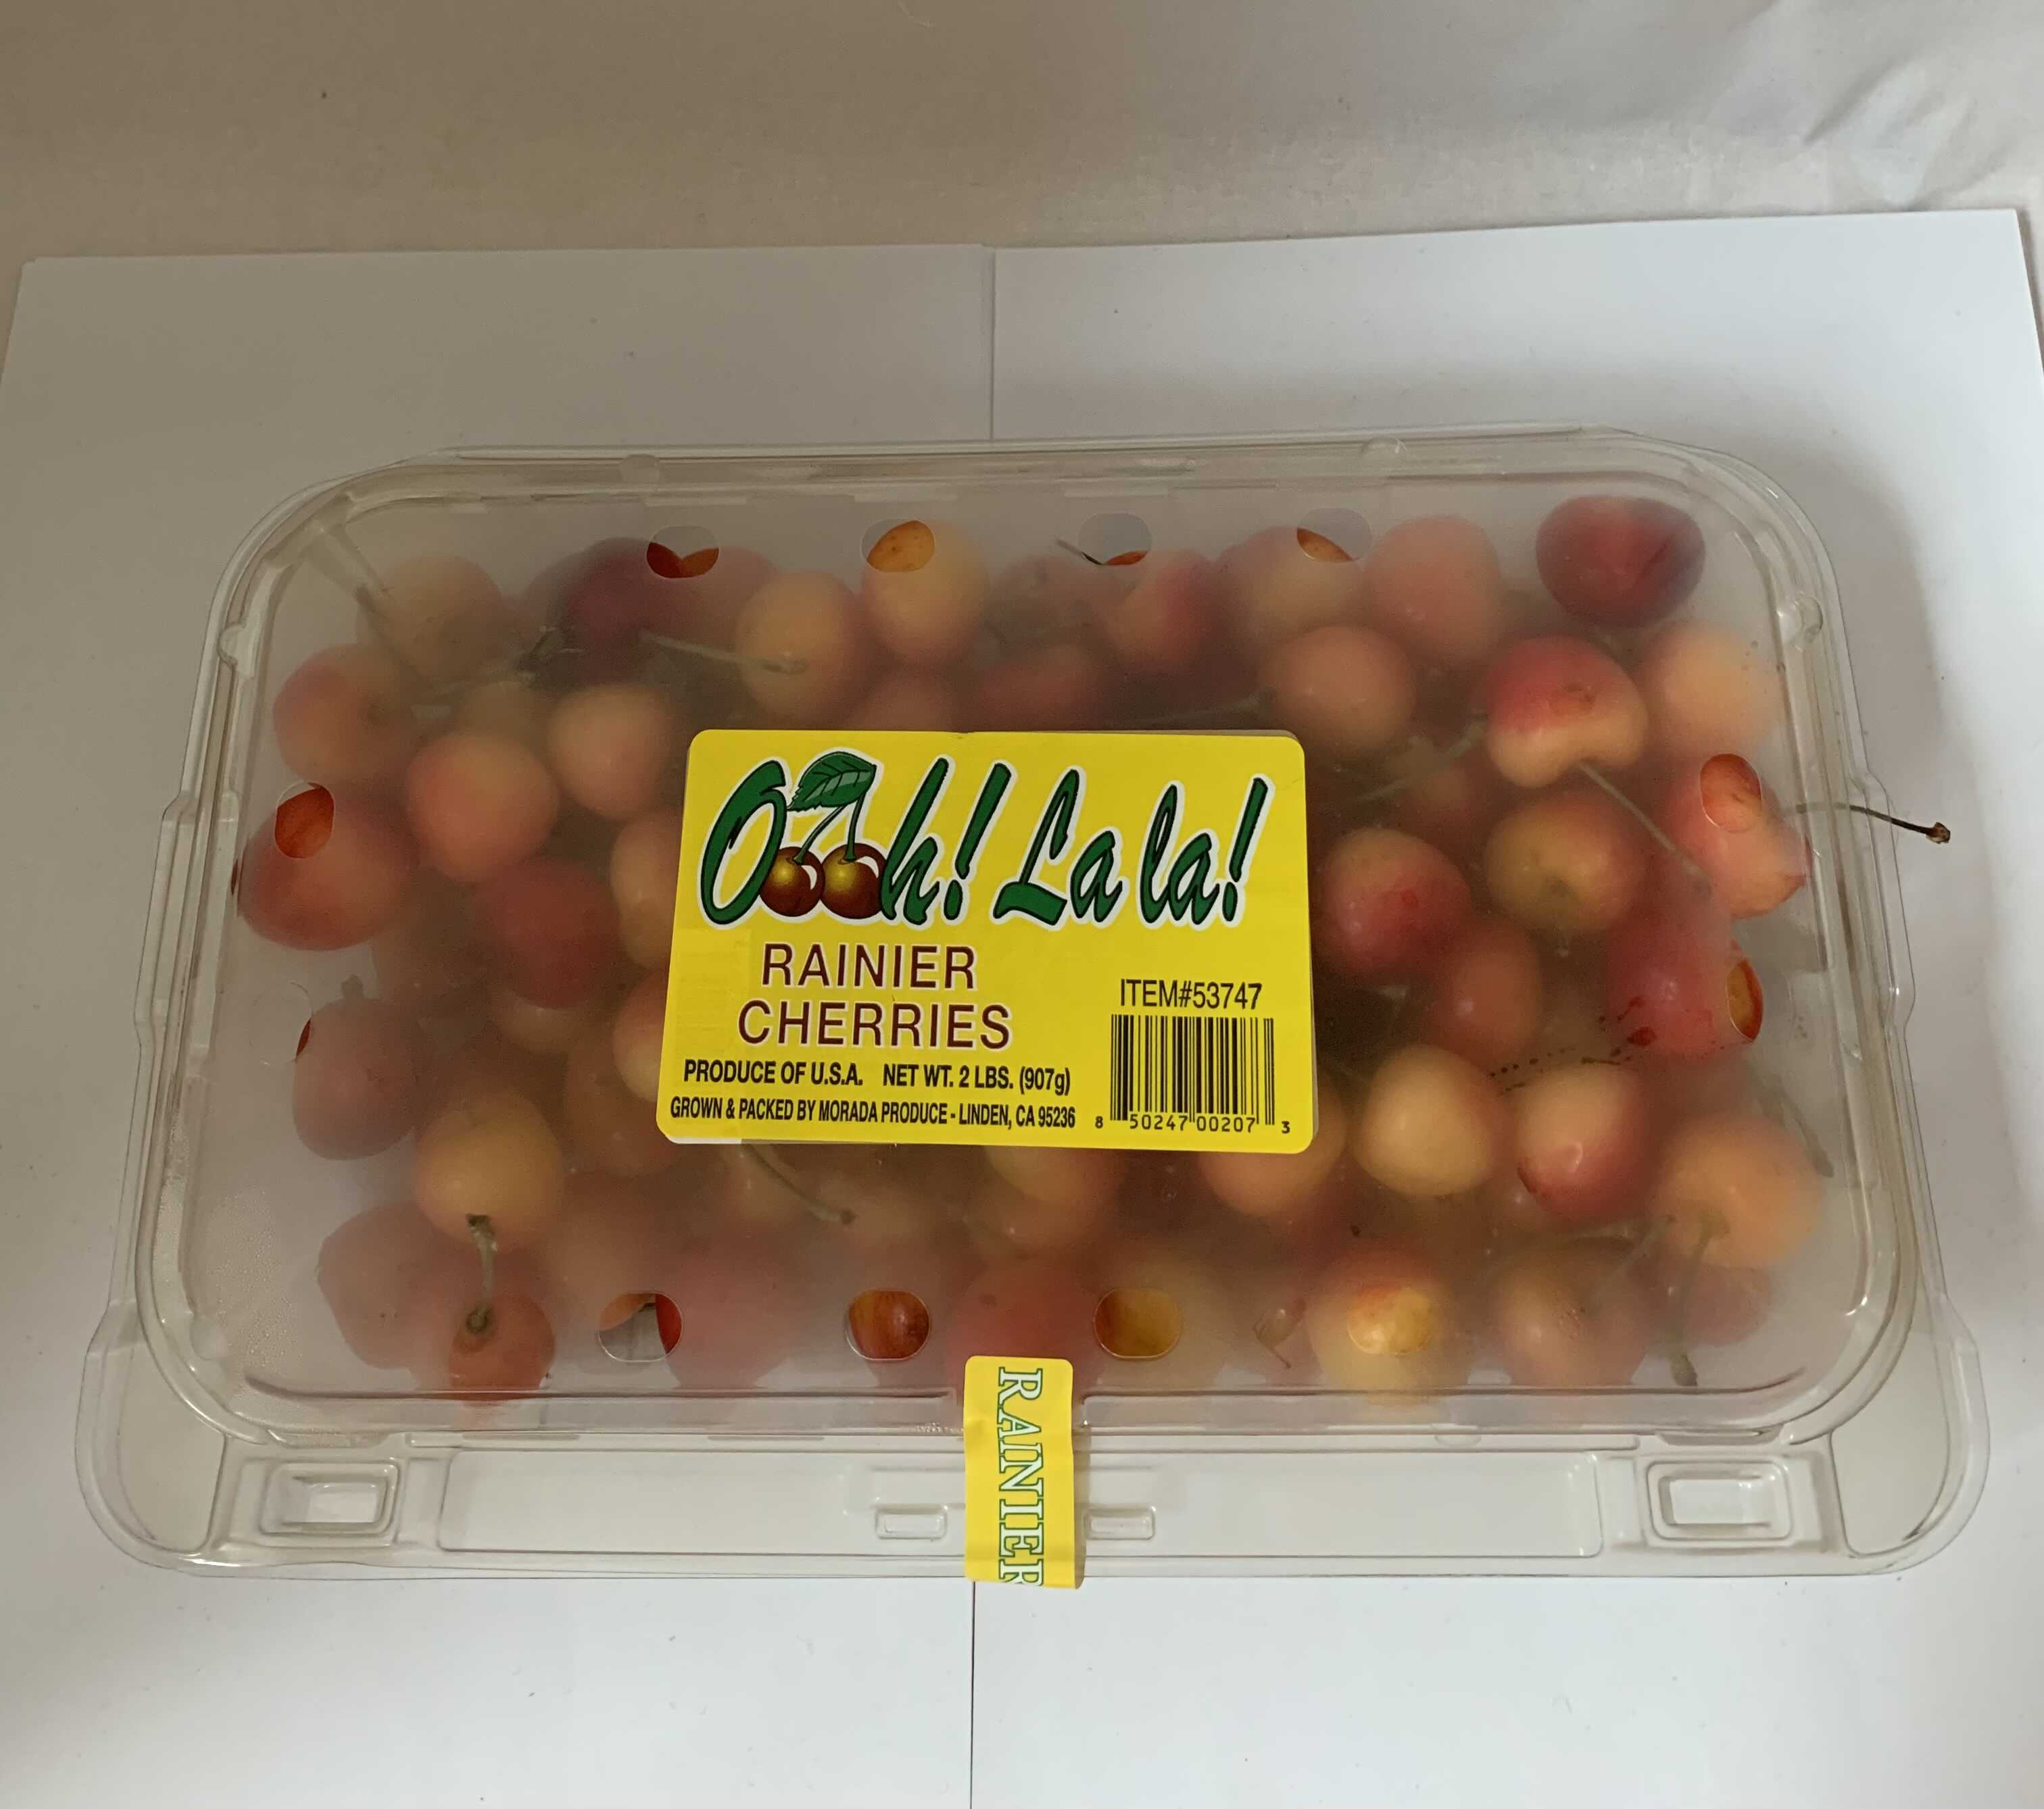 Oooh! La la!
RAINIER
CHERRIES
ITEM#53747
PRODUCE OF U.S.A. NET WT. 2 LBS. (907g)
GROWN & PACKED BY MORADA PRODUCE - LINDEN, CA 95236
8 50247 00207 3
RAINIER